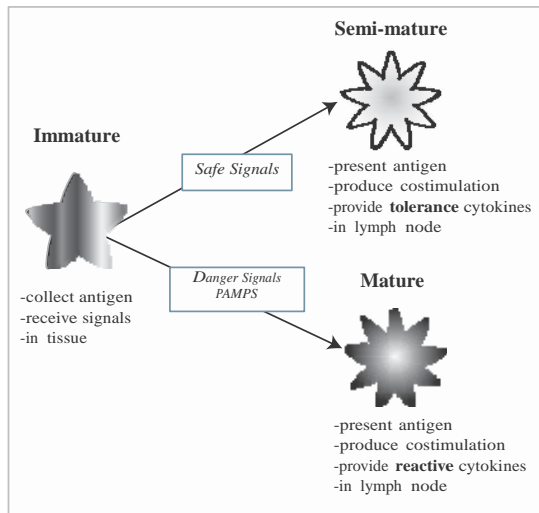 Immature
-collect antigen
-receive signals
-in tissue
Safe Signals
Danger Signals
PAMPS
Semi-mature
-present antigen
-produce costimulation
-provide tolerance cytokines
-in lymph node
Mature
-present antigen
-produce costimulation
-provide reactive cytokines
-in lymph node